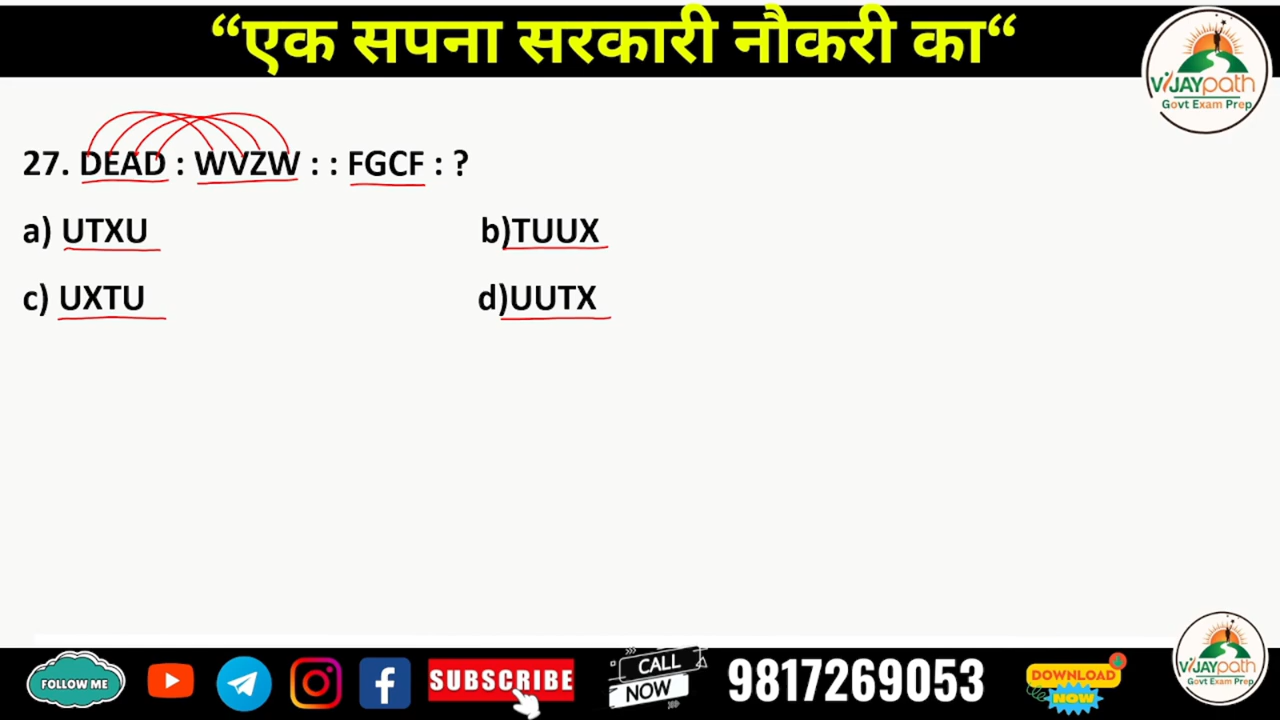 “एक सपना सरकारी नौकरी का“
VIJAYpath
Govt Exam Prep
27. DEAD : WVZW : : FGCF : ?
a) UTXU
b)TUUX
c) UXTU
d)UUTX
VIJAYpath
Govt Exam Prep
FOLLOW ME
SUBSCRIBE
CALL
NOW
9817269053
DOWNLOAD
NOW